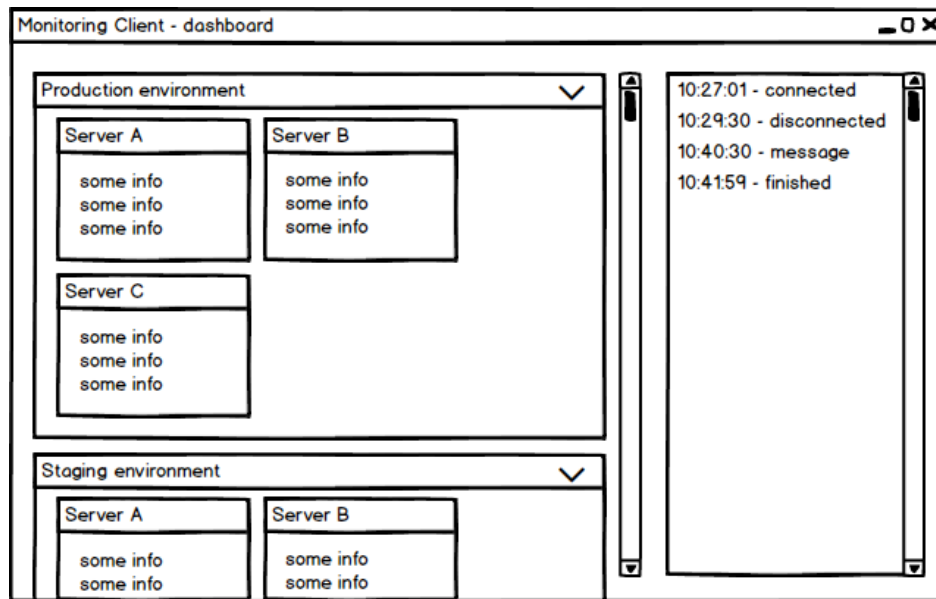 Monitoring Client - dashboard
Production environment
Server A
some info
some info
some info
Server B
some info
some info
some info
Server C
some info
some info
some info
Staging environment
Server A
some info
some info
Server B
some info
some info
10:27:01 - connected
10:29:30 - disconnected
10:40:30 - message
10:41:59 - finished